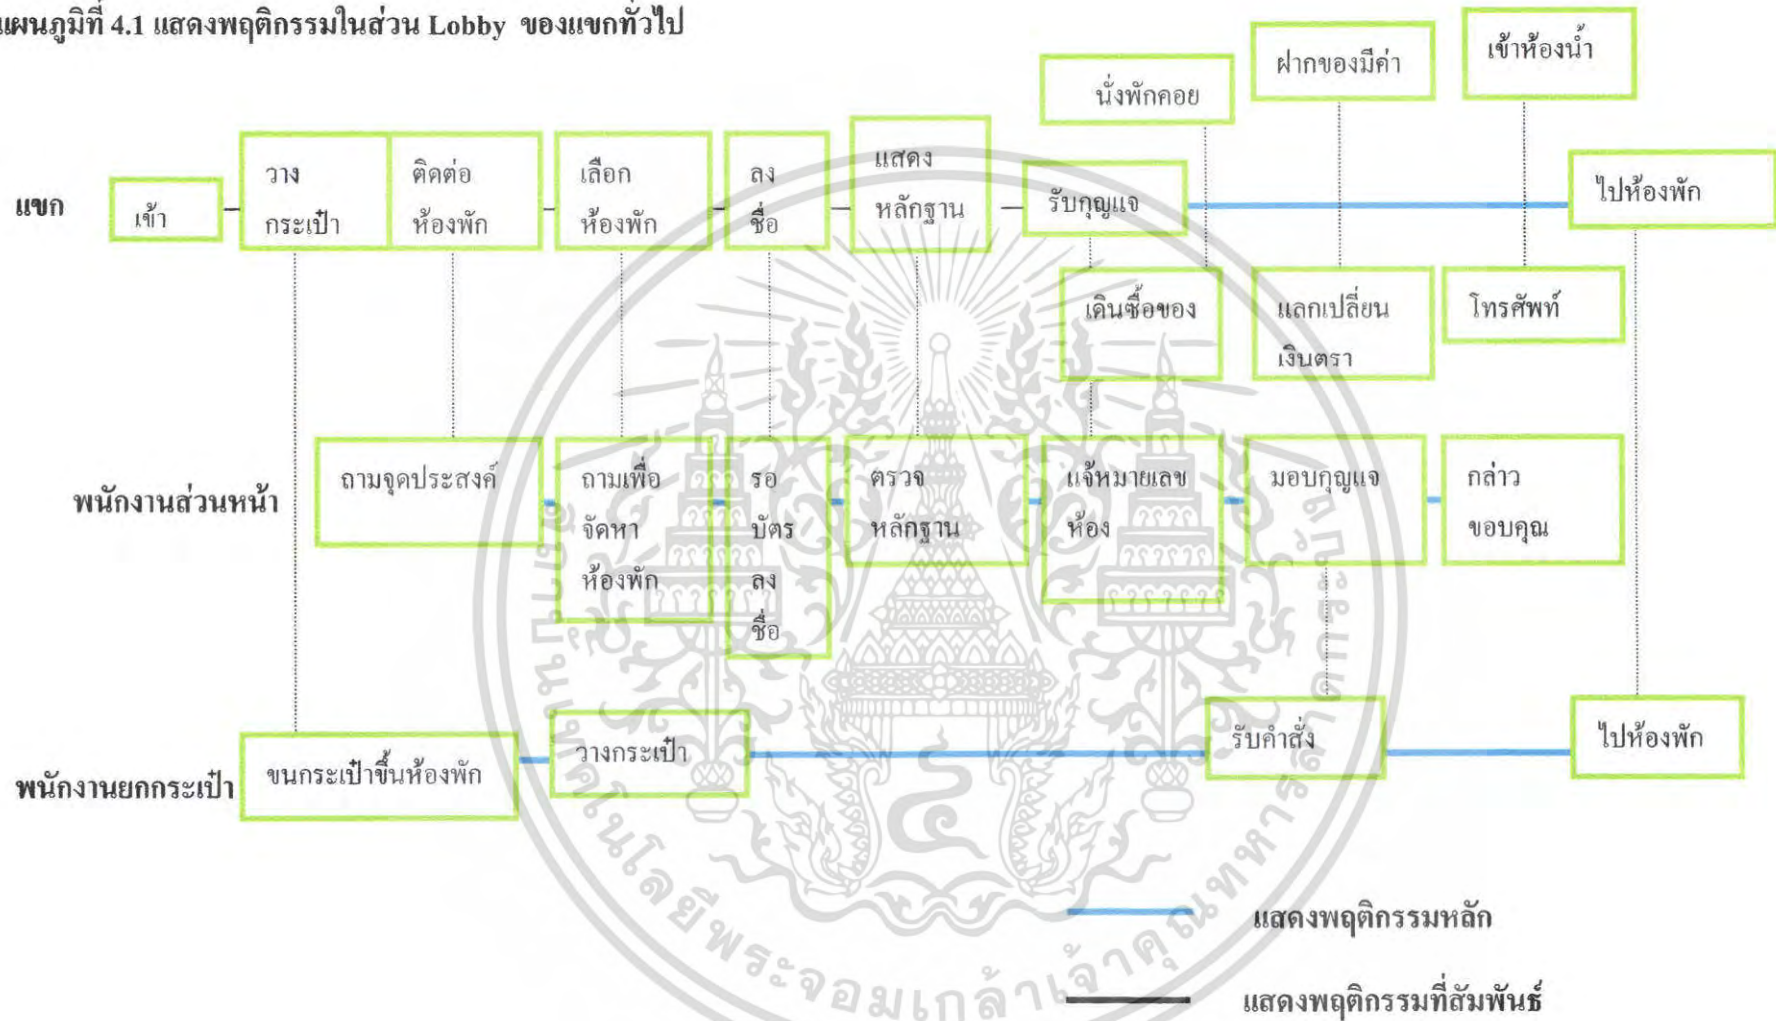 แผนภูมิที่ 4.1 แสดงพฤติกรรมในส่วน Lobby ของแขกทั่วไป
นั่งพักคอย
ฝากของมีค่า
เข้าห้องน้ำ
แขก
เข้า
วาง
กระเป๋า
ติดต่อ
ห้องพัก
เลือก
ห้องพัก
ลง
ชื่อ
แสดง
หลักฐาน
รับกุญแจ
ไปห้องพัก
เดินซื้อของ
แลกเปลี่ยน
เงินตรา
โทรศัพท์
พนักงานส่วนหน้า
ถามจุดประสงค์
ถามเพื่อ
จัดหา
ห้องพัก
รอ
บัตร
ลง
ชื่อ
ตรวจ
หลักฐาน
แจ้หมายเลข
ห้อง
มอบกุญแจ
กล่าว
ขอบคุณ
พนักงานยกกระเป๋า
ขนกระเป๋าขึ้นห้องพัก
วางกระเป๋า
รับคำสั่ง
ไปห้องพัก
แสดงพฤติกรรมหลัก
แสดงพฤติกรรมที่สัมพันธ์